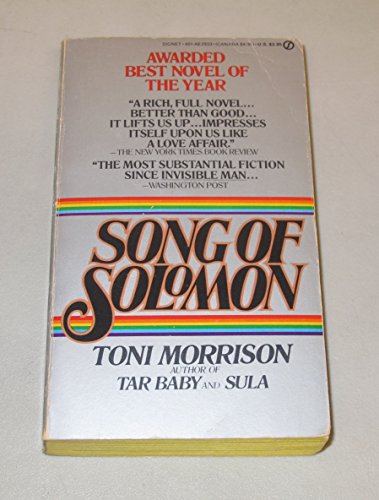 AWARDED
BEST NOVEL OF
THE YEAR
"A RICH, FULL NOVEL...
BETTER THAN GOOD...
IT LIFTS US UP...IMPRESSES
ITSELF UPON US LIKE
A LOVE AFFAIR."
—THE NEW YORK TIMES BOOK REVIEW
"THE MOST SUBSTANTIAL FICTION
SINCE INVISIBLE MAN...
—WASHINGTON POST
SONG OF
SOLOMON
TONI MORRISON
AUTHOR OF
TAR BABY AND SULA